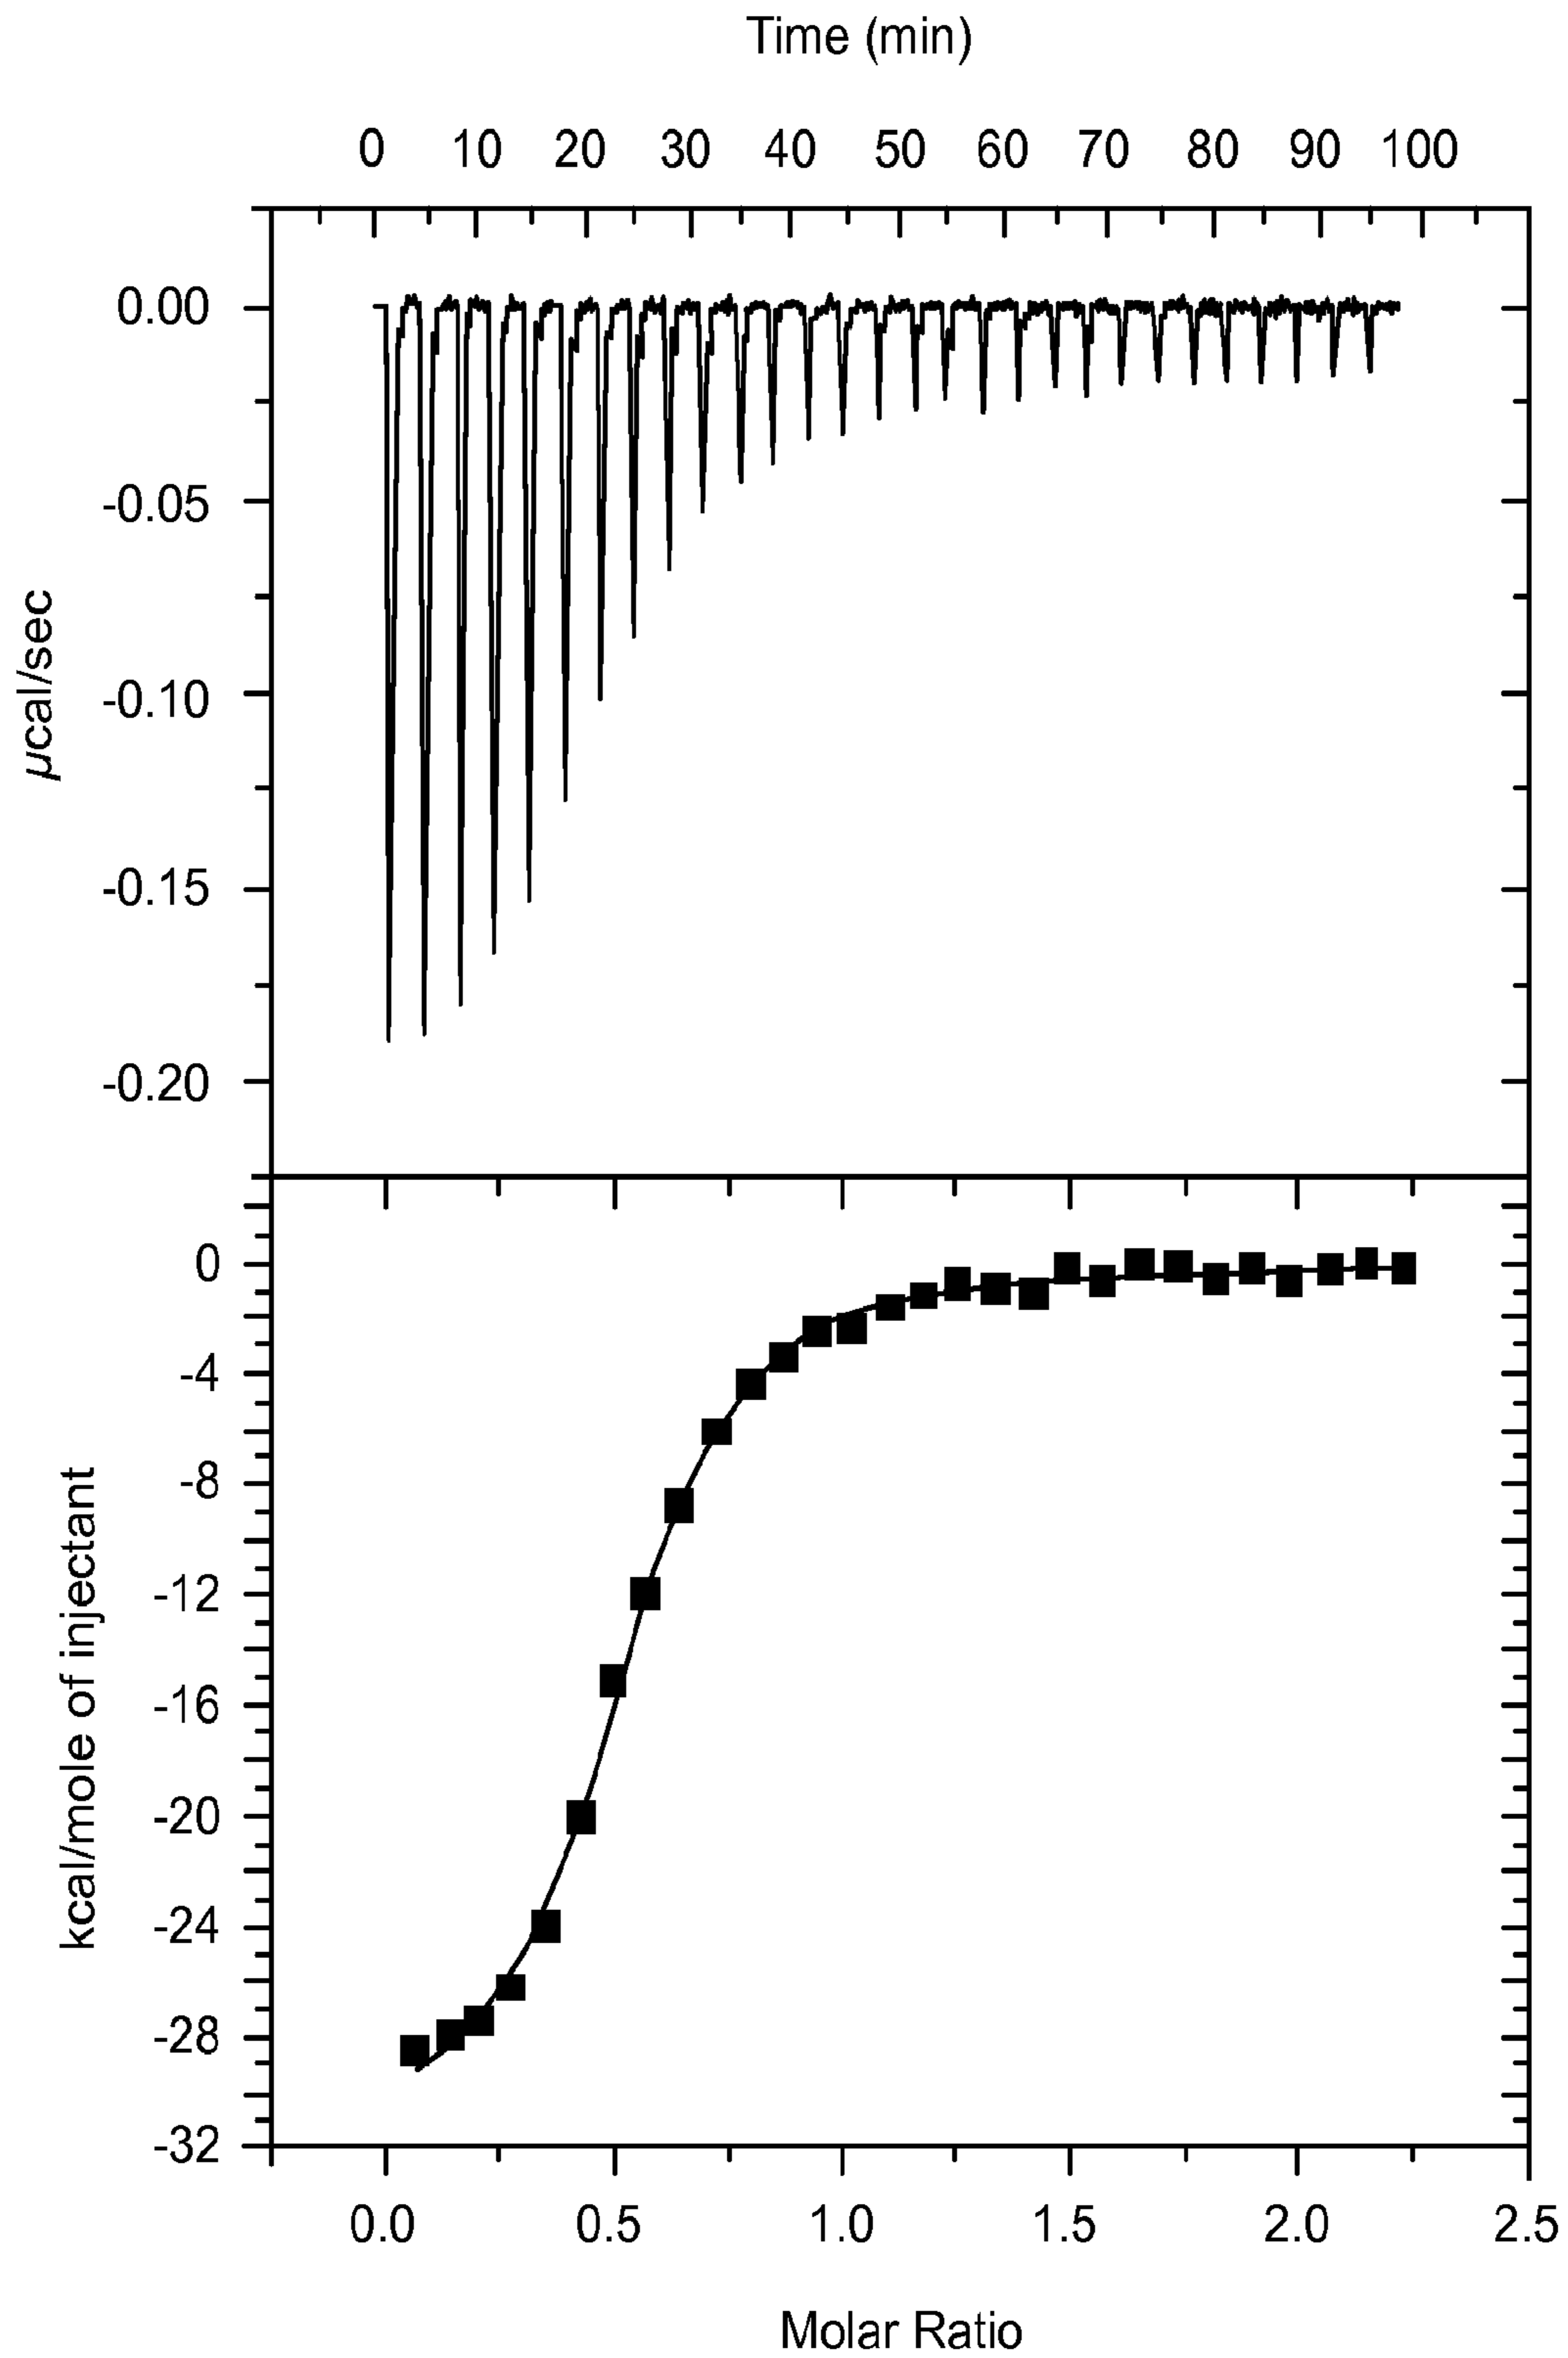 Time (min)
0 10 20 30 40 50 60 70 80 90 100
0.00
-0.05
-0.10
-0.15
-0.20
µcal/sec
0
-4
-8
-12
-16
-20
-24
-28
-32
kcal/mole of injectant
0.0 0.5 1.0 1.5 2.0 2.5
Molar Ratio